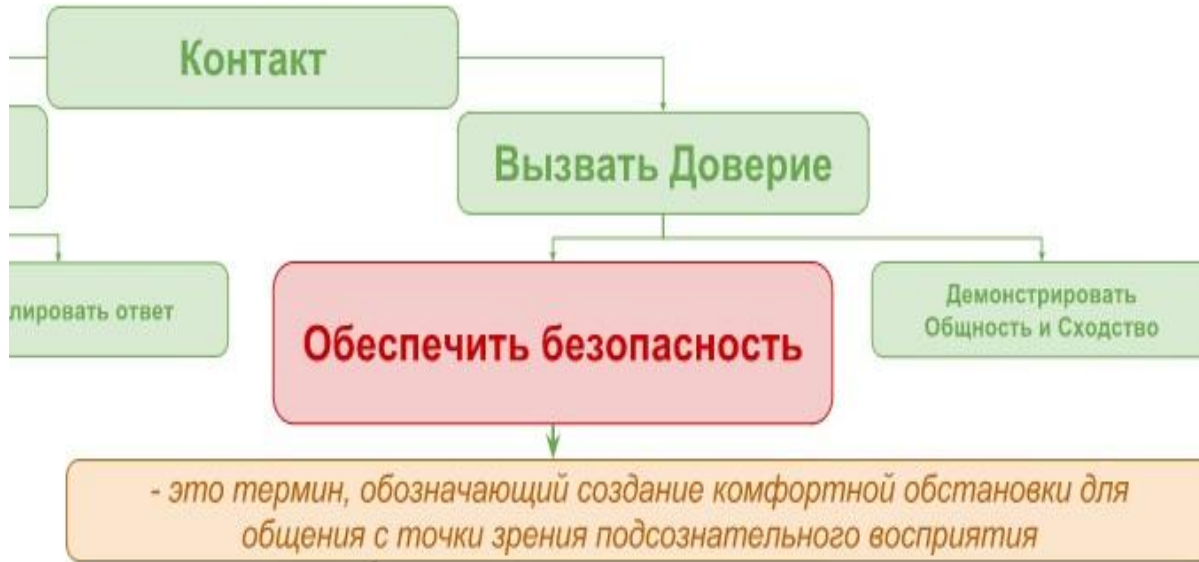 Контакт
Вызвать Доверие
лировать ответ
Обеспечить безопасность
Демонстрировать
Общность и Сходство
- это термин, обозначающий создание комфортной обстановки для
общения с точки зрения подсознательного восприятия